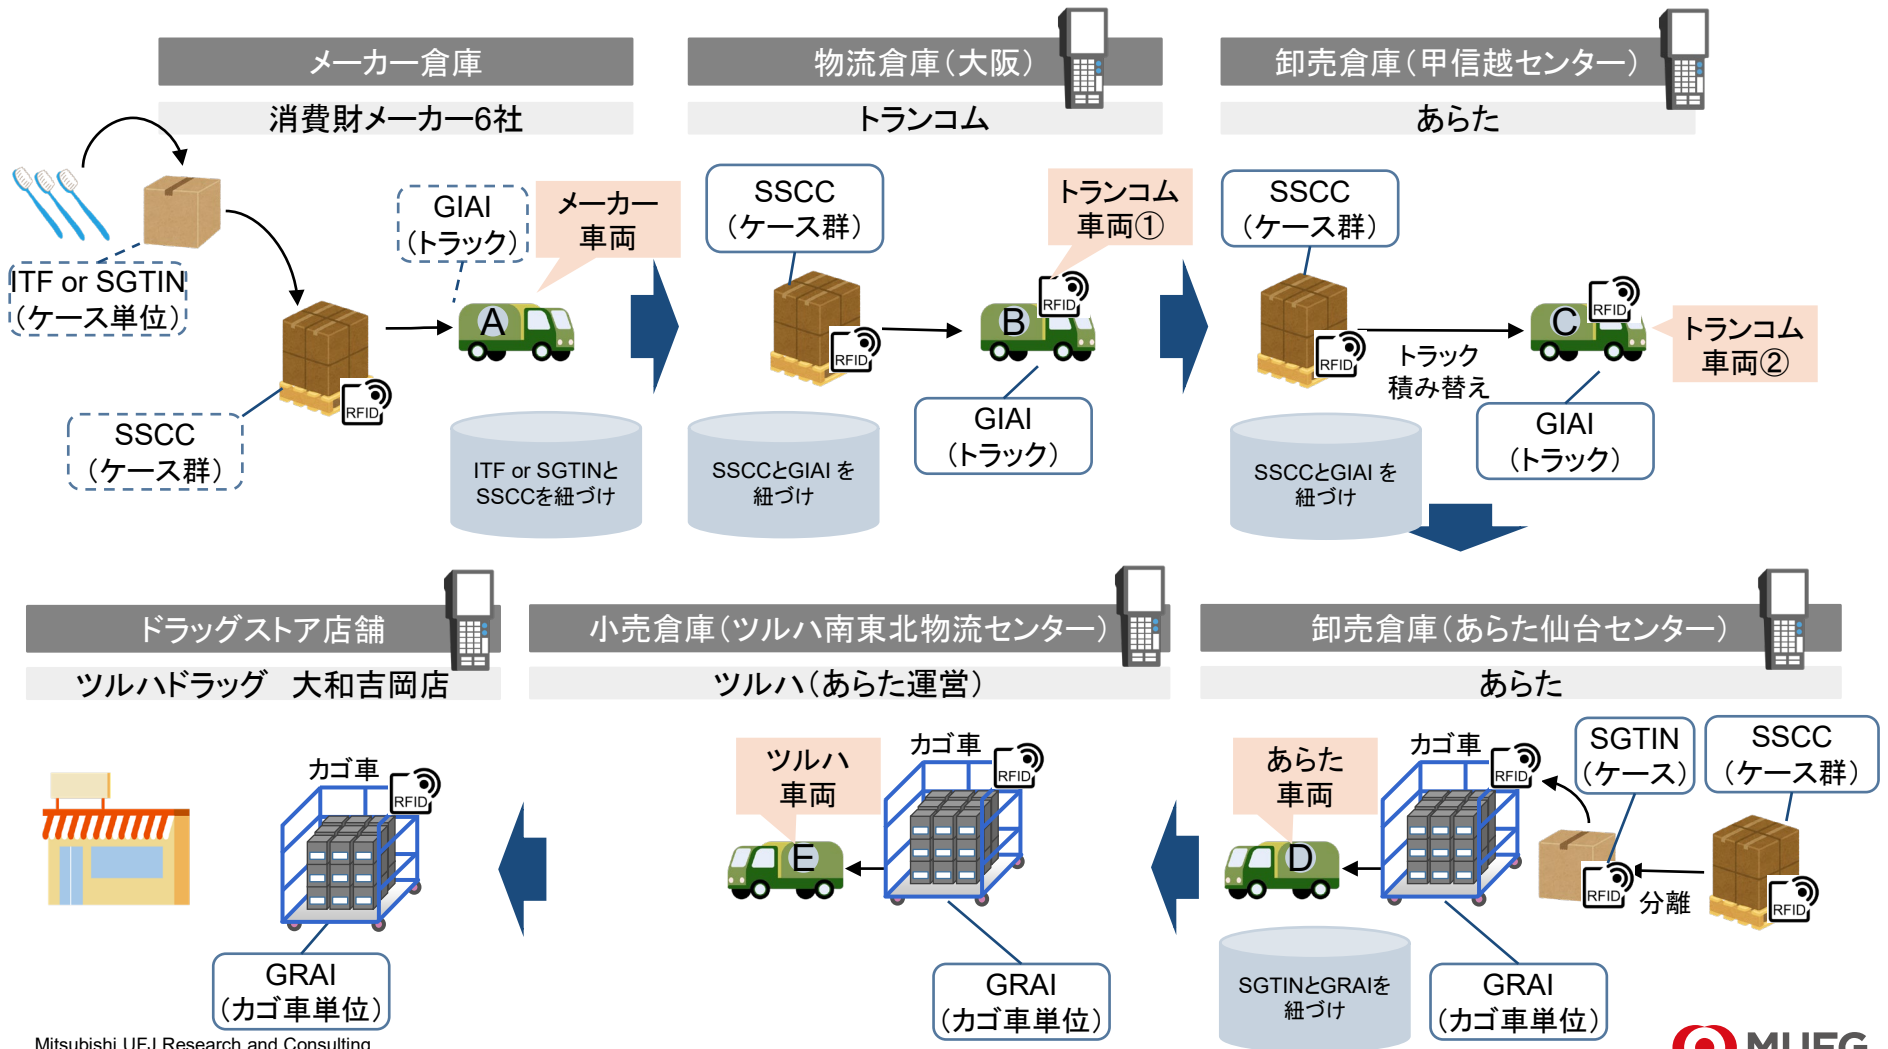 メーカー倉庫
消費財メーカー6社
ITF or SGTIN
(ケース単位)
SSCC
(ケース群)
RFID
GIAI
(トラック)
メーカー
車両
A
ITF or SGTINと
SSCCを紐づけ
物流倉庫(大阪)
トランコム
SSCC
(ケース群)
RFID
トランコム
車両①
RFID
B
GIAI
(トラック)
SSCCとGIAI を
紐づけ
卸売倉庫(甲信越センター)
あらた
SSCC
(ケース群)
RFID
トラック
積み替え
RFID
C
トランコム
車両②
GIAI
(トラック)
SSCCとGIAI を
紐づけ
卸売倉庫(あらた仙台センター)
あらた
SSCC
(ケース群)
RFID
分離
SGTIN
(ケース)
RFID
カゴ車
RFID
GRAI
(カゴ車単位)
あらた
車両
D
SGTINとGRAIを
紐づけ
小売倉庫(ツルハ南東北物流センター)
ツルハ(あらた運営)
カゴ車
RFID
GRAI
(カゴ車単位)
ツルハ
車両
E
ドラッグストア店舗
ツルハドラッグ 大和吉岡店
カゴ車
RFID
GRAI
(カゴ車単位)
Mitsubishi UFJ Research and Consulting
MUFG